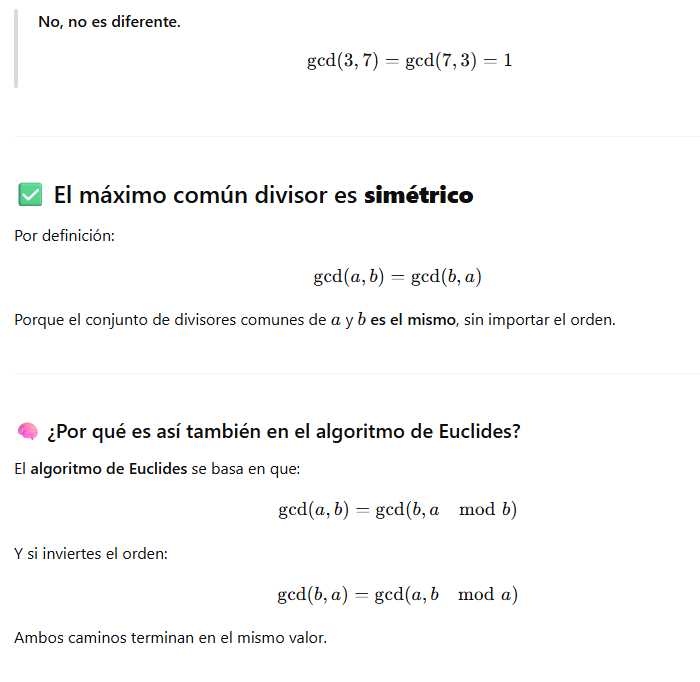 No, no es diferente.
gcd(3, 7) = gcd(7, 3) = 1
✅ El máximo común divisor es simétrico
Por definición:
gcd(a, b) = gcd(b, a)
Porque el conjunto de divisores comunes de a y b es el mismo, sin importar el orden.
🧠 ¿Por qué es así también en el algoritmo de Euclides?
El algoritmo de Euclides se basa en que:
gcd(a, b) = gcd(b, a mod b)
Y si inviertes el orden:
gcd(b, a) = gcd(a, b mod a)
Ambos caminos terminan en el mismo valor.